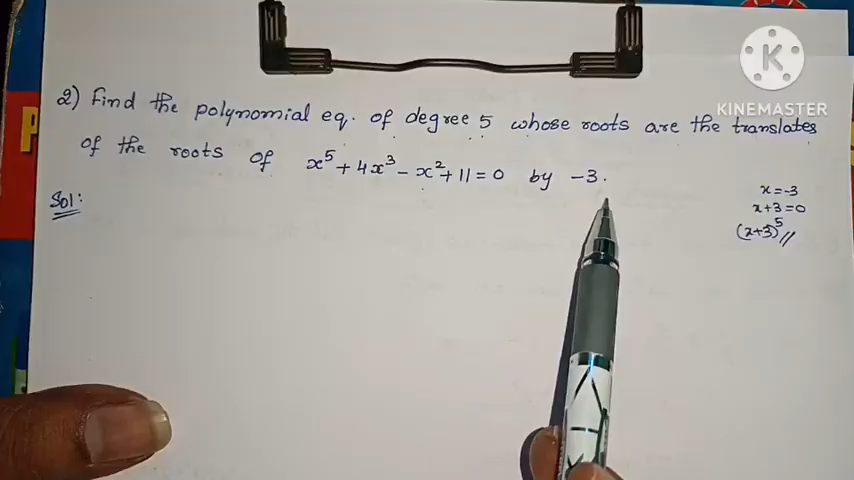 KINEMASTER
2) Find the polynomial eq. of degree 5 whose roots are the translates
of the roots of x⁵ + 4x³ - x² + 11 = 0 by -3.
Sol:
x = -3
x+3 = 0
(x+3)⁵ //